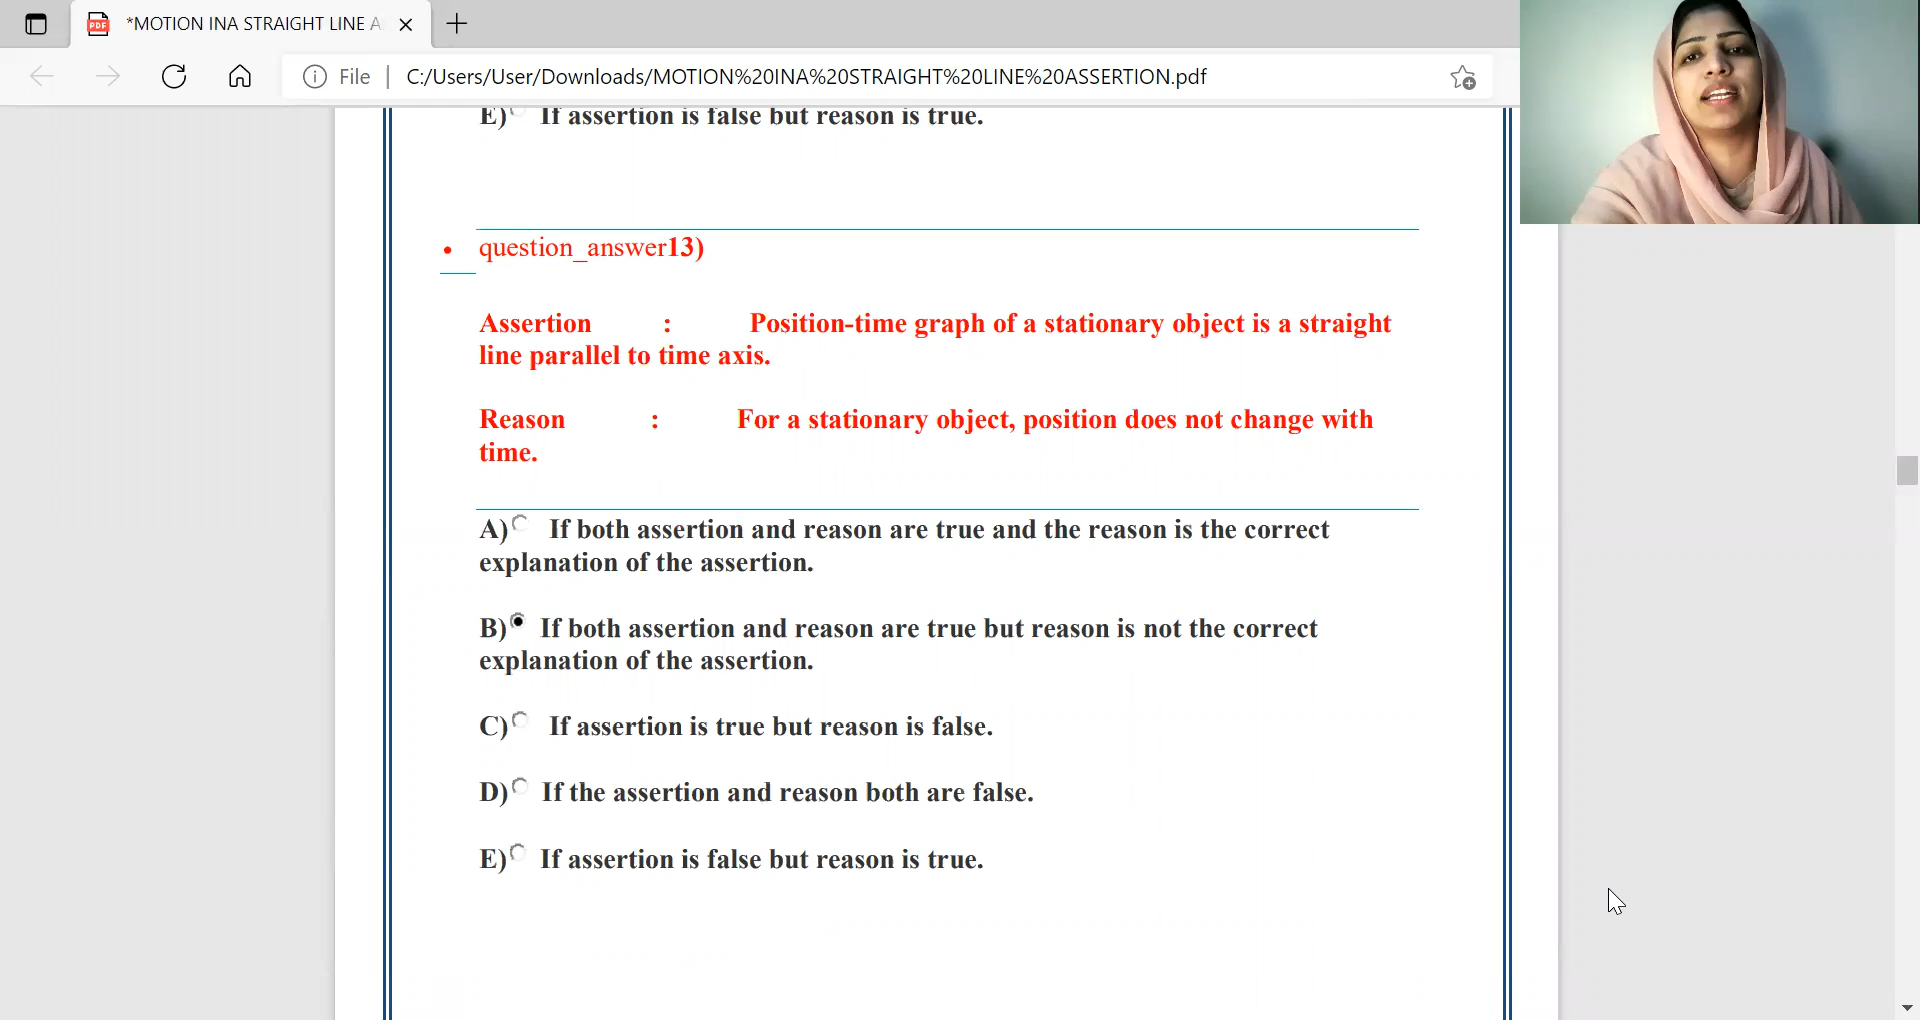 *MOTION INA STRAIGHT LINE A
File | C:/Users/User/Downloads/MOTION%20INA%20STRAIGHT%20LINE%20ASSERTION.pdf
E) If assertion is false but reason is true.
• question_answer13)
Assertion : Position-time graph of a stationary object is a straight
line parallel to time axis.
Reason : For a stationary object, position does not change with
time.
A) If both assertion and reason are true and the reason is the correct
explanation of the assertion.
B) If both assertion and reason are true but reason is not the correct
explanation of the assertion.
C) If assertion is true but reason is false.
D) If the assertion and reason both are false.
E) If assertion is false but reason is true.